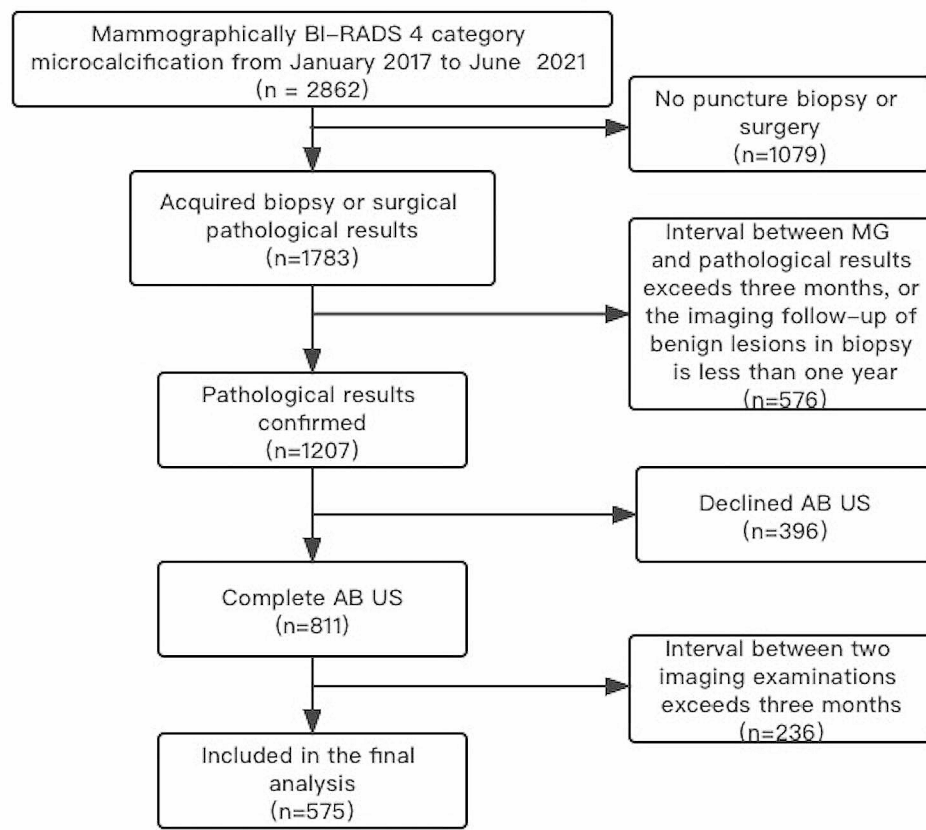 Mammographically BI–RADS 4 category
microcalcification from January 2017 to June 2021
(n = 2862)
No puncture biopsy or
surgery
(n=1079)
Acquired biopsy or surgical
pathological results
(n=1783)
Interval between MG
and pathological results
exceeds three months, or
the imaging follow–up of
benign lesions in biopsy
is less than one year
(n=576)
Pathological results
confirmed
(n=1207)
Declined AB US
(n=396)
Complete AB US
(n=811)
Interval between two
imaging examinations
exceeds three months
(n=236)
Included in the final
analysis
(n=575)